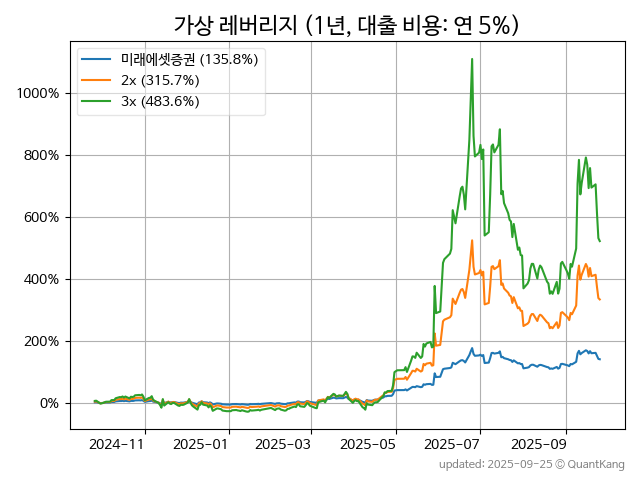 가상 레버리지 (1년, 대출 비용: 연 5%)
미래에셋증권 (135.8%)
2x (315.7%)
3x (483.6%)
1000%
800%
600%
400%
200%
0%
2024-11 2025-01 2025-03 2025-05 2025-07 2025-09
updated: 2025-09-25 © QuantKang